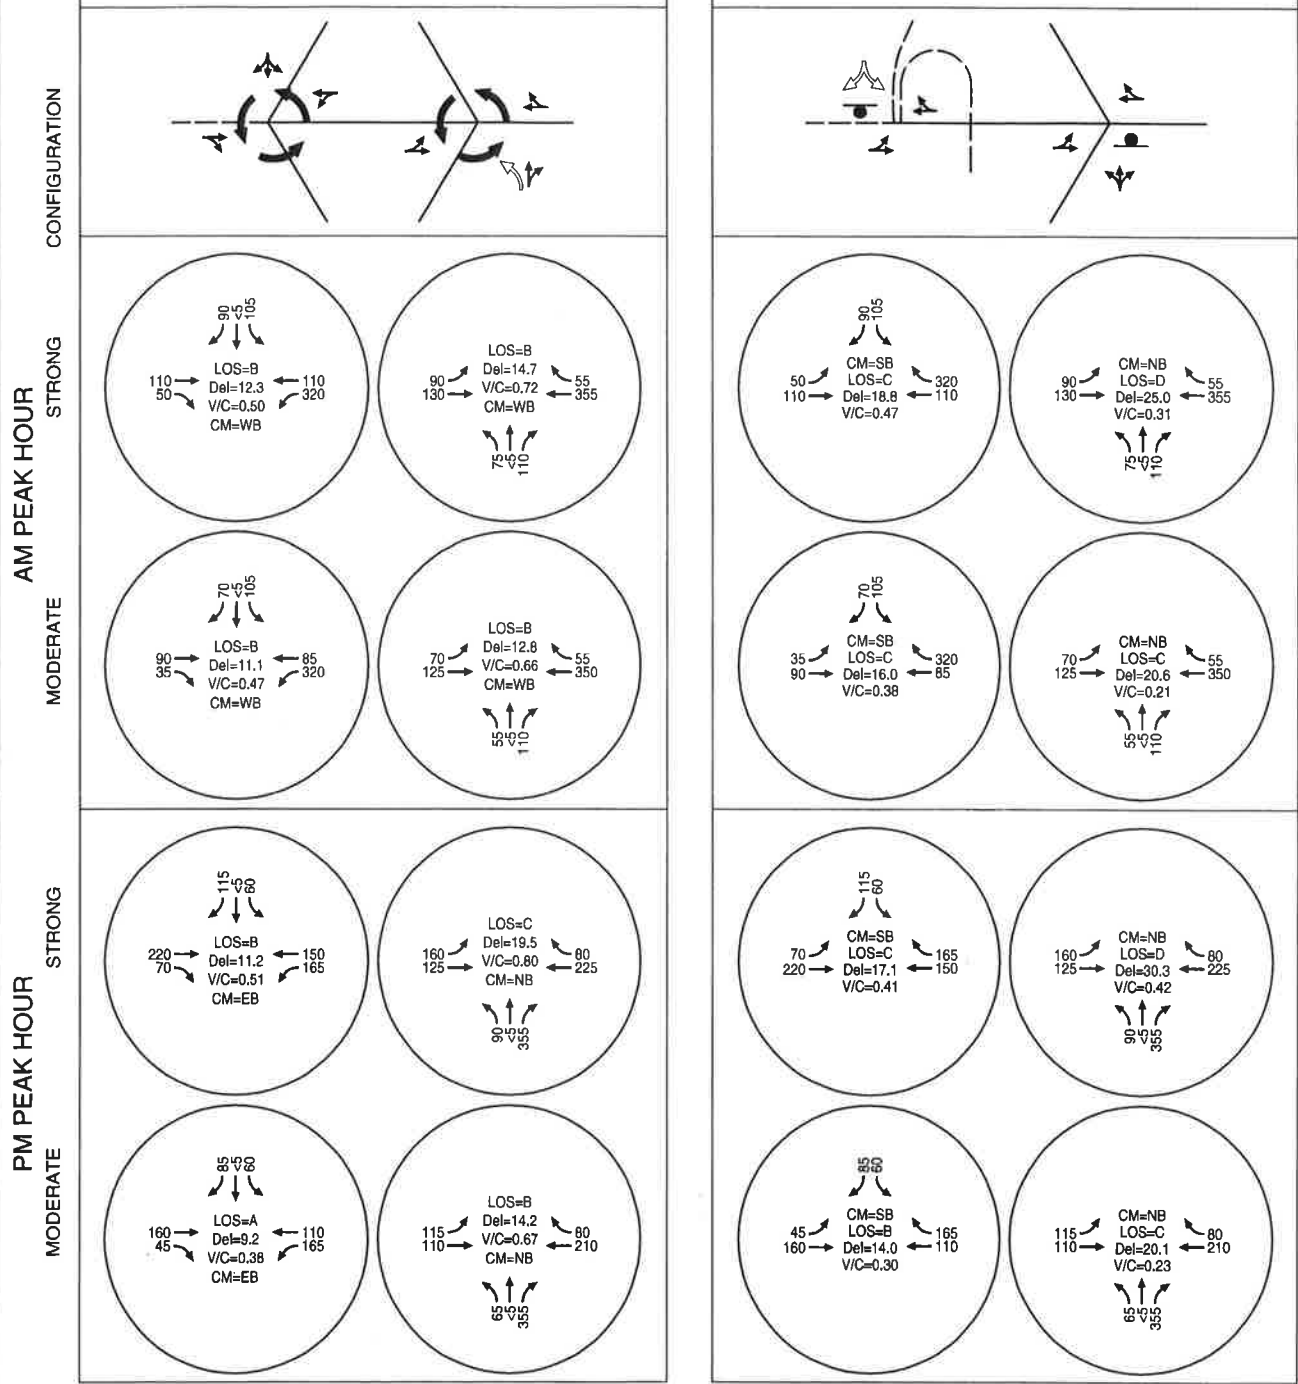 CONFIGURATION
AM PEAK HOUR
STRONG
90 <5 105
110 LOS=B 110
50 Del=12.3 320
V/C=0.50
CM=WB
LOS=B
90 Del=14.7 55
130 V/C=0.72 355
CM=WB
75 <5 110
90 105
CM=SB
50 LOS=C 320
110 Del=18.8 110
V/C=0.47
CM=NB
90 LOS=D 55
130 Del=25.0 355
V/C=0.31
75 <5 110
MODERATE
70 <5 105
LOS=B
90 Del=11.1 85
35 V/C=0.47 320
CM=WB
LOS=B
70 Del=12.8 55
125 V/C=0.66 350
CM=WB
55 <5 110
70 105
CM=SB
35 LOS=C 320
90 Del=16.0 85
V/C=0.38
CM=NB
70 LOS=C 55
125 Del=20.6 350
V/C=0.21
55 <5 110
PM PEAK HOUR
STRONG
115 <5 60
LOS=B
220 Del=11.2 150
70 V/C=0.51 165
CM=EB
LOS=C
160 Del=19.5 80
125 V/C=0.80 225
CM=NB
90 <5 355
115 60
CM=SB
70 LOS=C 165
220 Del=17.1 150
V/C=0.41
CM=NB
160 LOS=D 80
125 Del=30.3 225
V/C=0.42
90 <5 355
MODERATE
85 <5 60
LOS=A
160 Del=9.2 110
45 V/C=0.38 165
CM=EB
LOS=B
115 Del=14.2 80
110 V/C=0.67 210
CM=NB
65 <5 355
85 60
CM=SB
45 LOS=B 165
160 Del=14.0 110
V/C=0.30
CM=NB
115 LOS=C 80
110 Del=20.1 210
V/C=0.23
65 <5 355